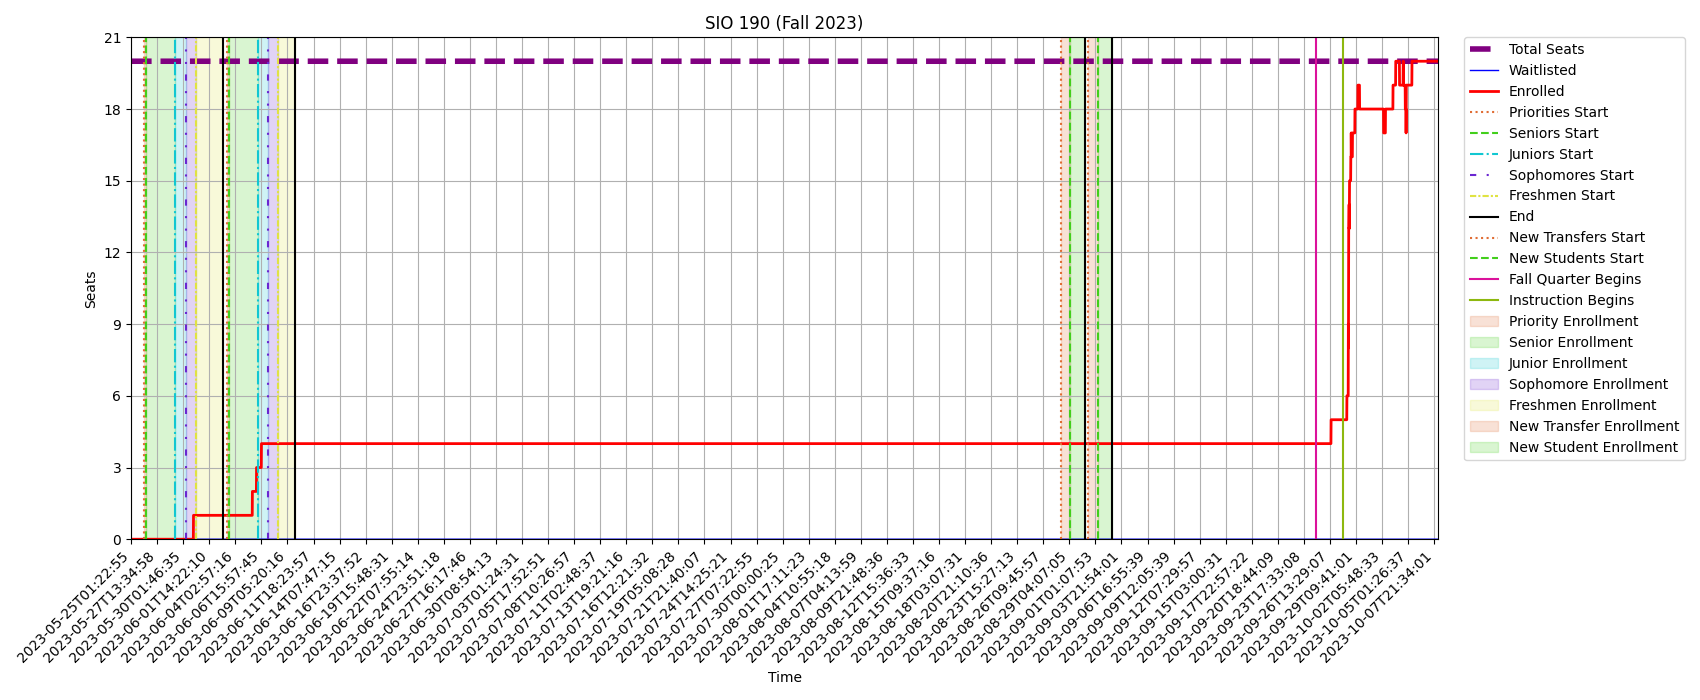 SIO 190 (Fall 2023)
21
18
15
12
9
6
3
0
Seats
2023-05-25T01:22:55
2023-05-27T13:34:58
2023-05-30T01:46:35
2023-06-01T14:22:10
2023-06-04T02:57:16
2023-06-06T15:57:45
2023-06-09T05:20:16
2023-06-11T18:23:57
2023-06-14T07:47:15
2023-06-16T23:37:52
2023-06-19T15:48:31
2023-06-22T07:55:14
2023-06-24T23:51:18
2023-06-27T16:17:46
2023-06-30T08:54:13
2023-07-03T01:24:31
2023-07-05T17:52:51
2023-07-08T10:26:57
2023-07-11T02:48:37
2023-07-13T19:21:16
2023-07-16T12:21:32
2023-07-19T05:08:28
2023-07-21T21:40:07
2023-07-24T14:25:21
2023-07-27T07:22:55
2023-07-30T00:00:25
2023-08-01T17:11:23
2023-08-04T10:55:18
2023-08-07T04:13:59
2023-08-09T21:48:36
2023-08-12T15:36:33
2023-08-15T09:37:16
2023-08-18T03:07:31
2023-08-20T21:10:36
2023-08-23T15:27:13
2023-08-26T09:45:57
2023-08-29T04:07:05
2023-09-01T01:07:53
2023-09-03T21:54:01
2023-09-06T16:55:39
2023-09-09T12:05:39
2023-09-12T07:29:57
2023-09-15T03:00:31
2023-09-17T22:57:22
2023-09-20T18:44:09
2023-09-23T17:33:08
2023-09-26T13:29:07
2023-09-29T09:41:01
2023-10-02T05:48:33
2023-10-05T01:26:37
2023-10-07T21:34:01
Time
Total Seats
Waitlisted
Enrolled
Priorities Start
Seniors Start
Juniors Start
Sophomores Start
Freshmen Start
End
New Transfers Start
New Students Start
Fall Quarter Begins
Instruction Begins
Priority Enrollment
Senior Enrollment
Junior Enrollment
Sophomore Enrollment
Freshmen Enrollment
New Transfer Enrollment
New Student Enrollment